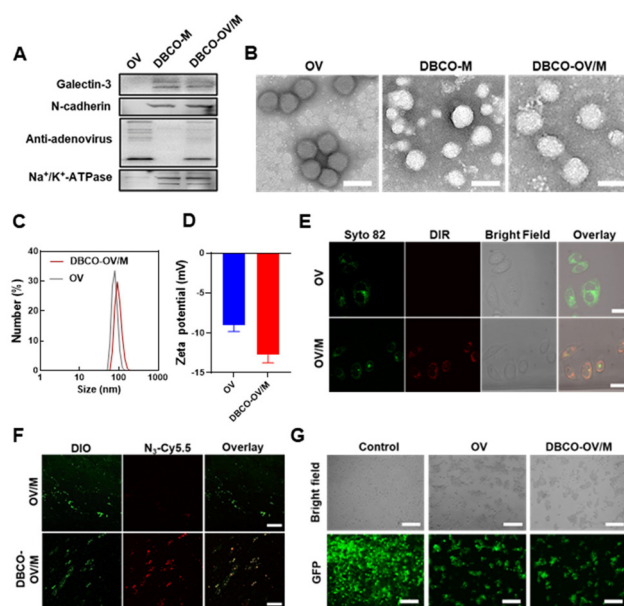 A
OV
DBCO-M
DBCO-OV/M
Galectin-3
N-cadherin
Anti-adenovirus
Na⁺/K⁺-ATPase
B
OV
DBCO-M
DBCO-OV/M
C
Number (%)
40
30
20
10
0
DBCO-OV/M
OV
1
10
100
1000
Size (nm)
D
Zeta potential (mV)
0
-5
-10
-15
OV
DBCO-OV/M
E
Syto 82
DIR
Bright Field
Overlay
OV
OV/M
F
DIO
N₃-Cy5.5
Overlay
OV/M
DBCO-
OV/M
G
Control
OV
DBCO-OV/M
Bright field
GFP